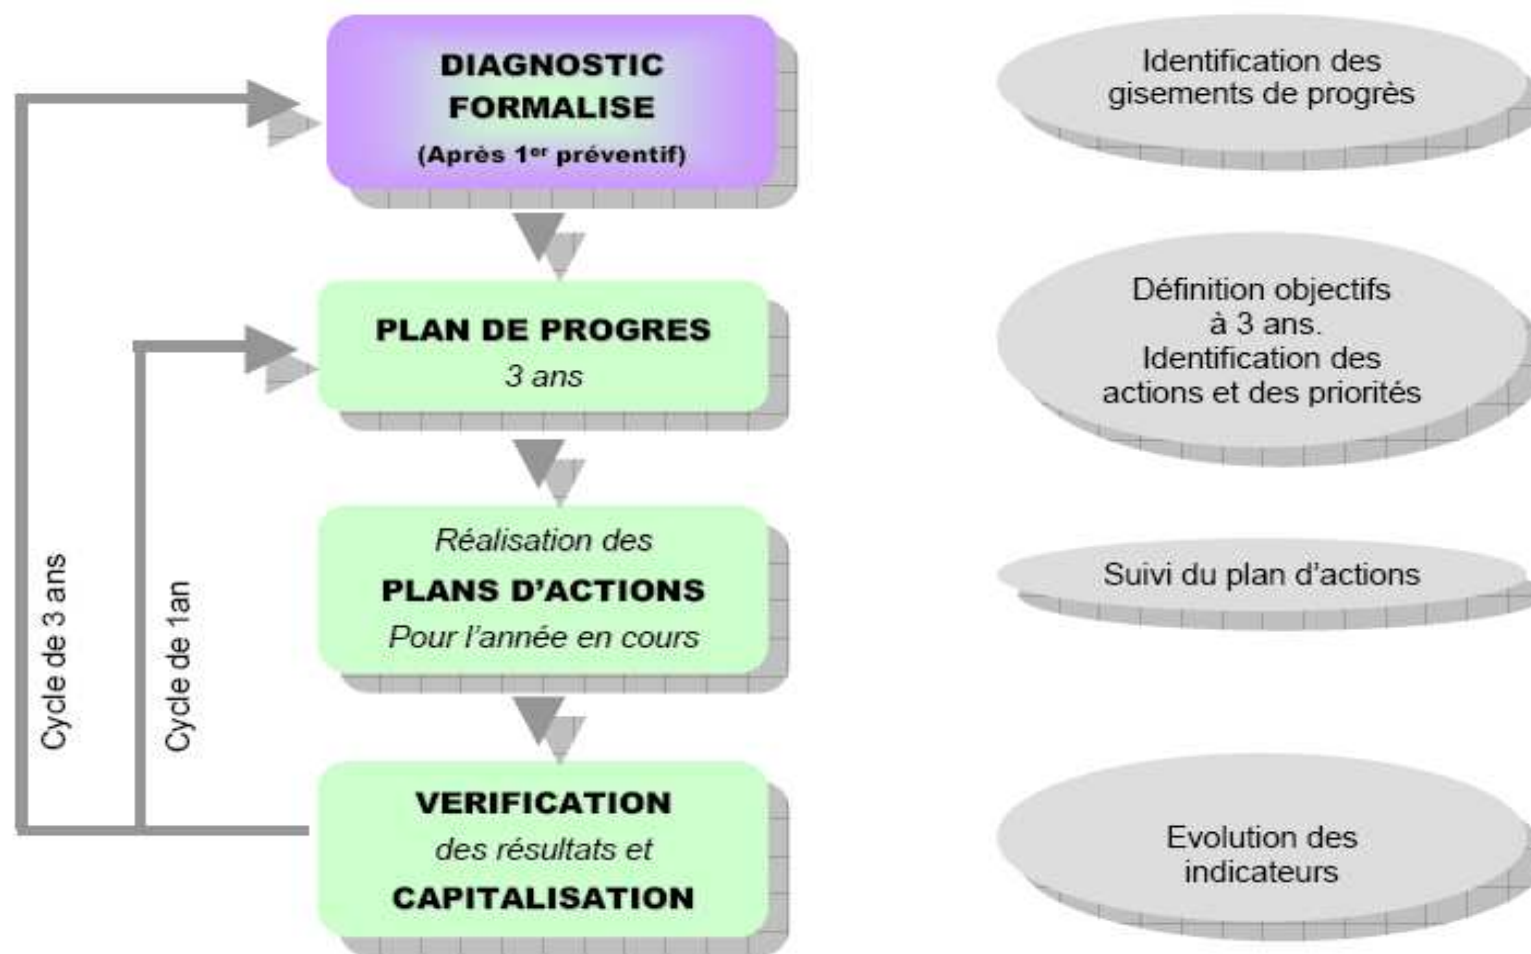 DIAGNOSTIC
FORMALISE
(Après 1er préventif)
Identification des
gisements de progrès
PLAN DE PROGRES
3 ans
Définition objectifs
à 3 ans.
Identification des
actions et des priorités
Réalisation des
PLANS D'ACTIONS
Pour l'année en cours
Suivi du plan d'actions
Cycle de 3 ans
Cycle de 1an
VERIFICATION
des résultats et
CAPITALISATION
Evolution des
indicateurs